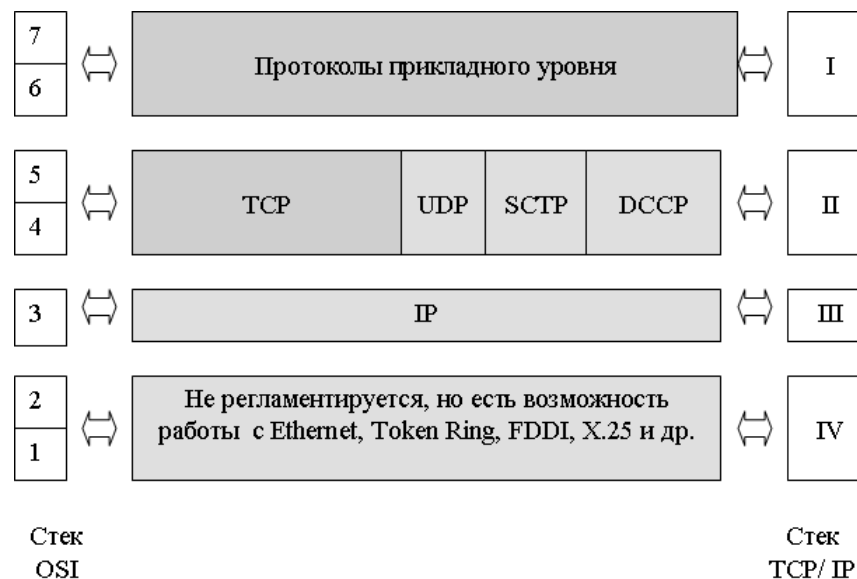 7
6
Протоколы прикладного уровня
I
5
4
TCP
UDP
SCTP
DCCP
II
3
IP
III
2
1
Не регламентируется, но есть возможность
работы с Ethernet, Token Ring, FDDI, X.25 и др.
IV
Стек
OSI
Стек
TCP/ IP